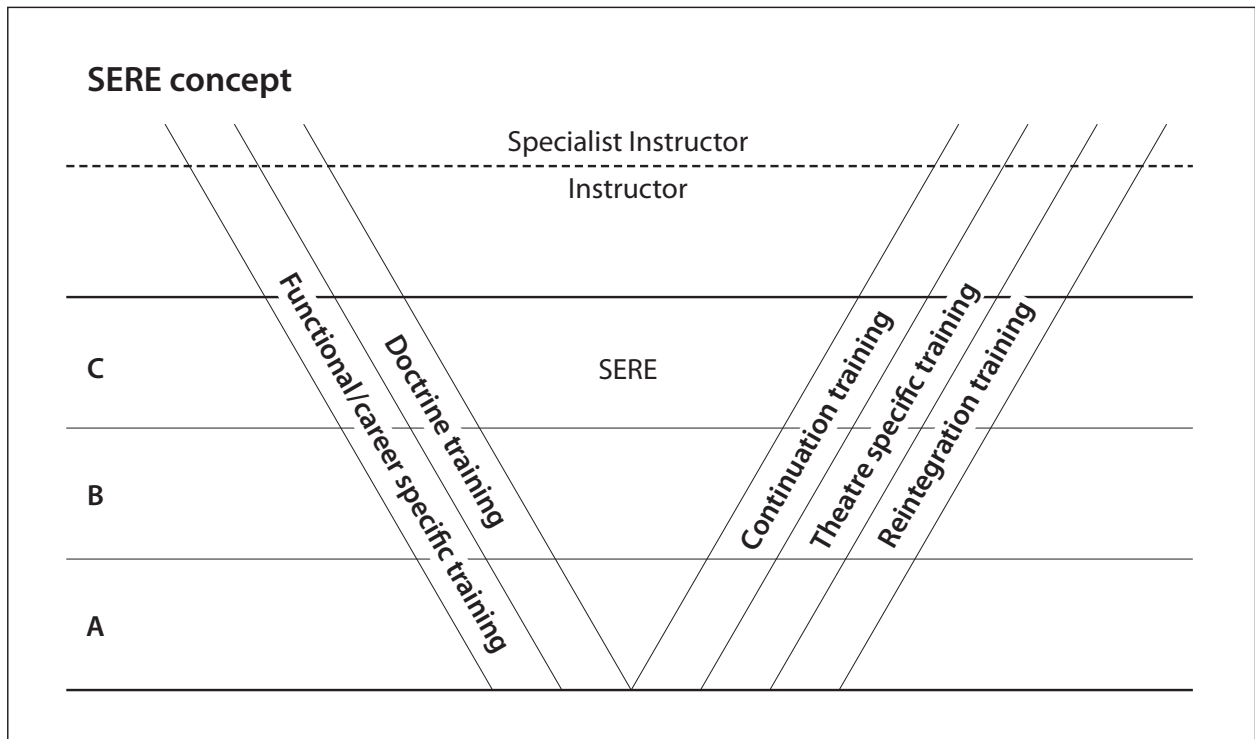 SERE concept
Specialist Instructor
Instructor
Functional/career specific training
Doctrine training
C
SERE
Continuation training
Theatre specific training
Reintegration training
B
A